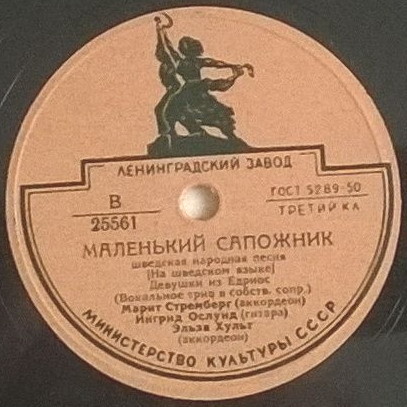 ЛЕНИНГРАДСКИЙ ЗАВОД
В
25561
ГОСТ 5289-50
ТРЕТИЙ КЛ
МАЛЕНЬКИЙ САПОЖНИК
шведская народная песня
[На шведском языке]
Девушки из Едриос
(Вокальное трио в собств. сопр.)
Марит Стремберг (аккордеон)
Ингрид Ослунд (гитара)
Эльза Хульт
(аккордеон)
МИНИСТЕРСТВО КУЛЬТУРЫ СССР